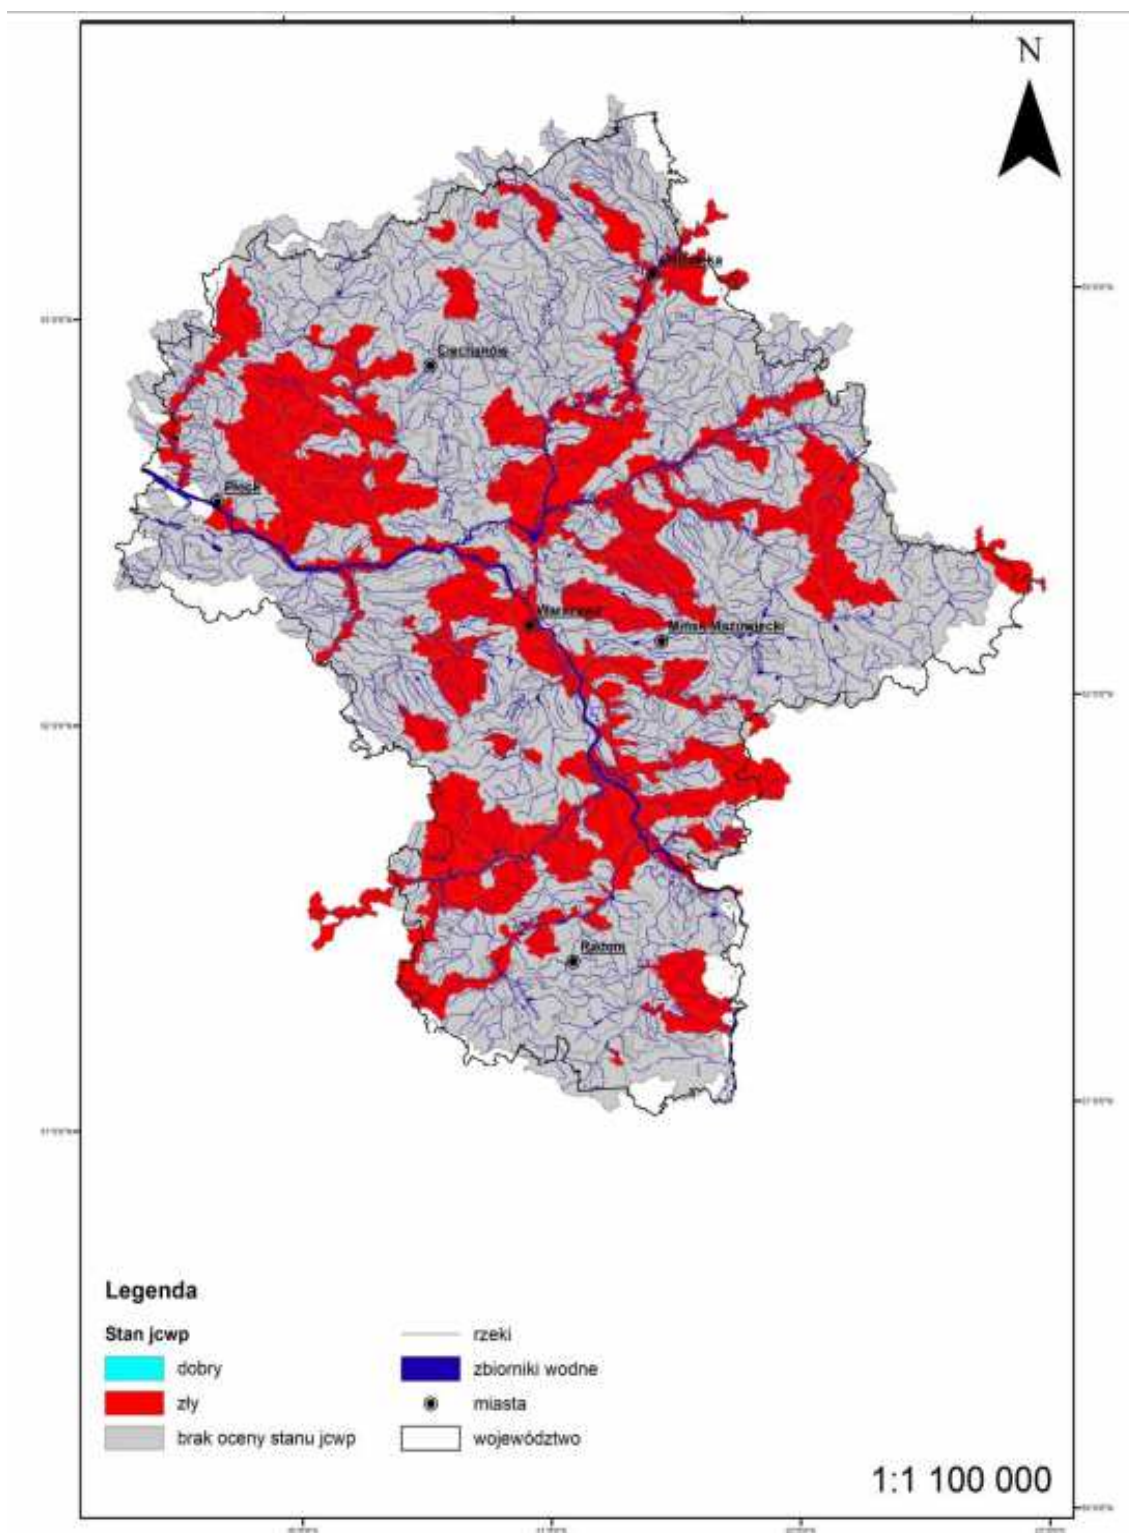 N
Ciechanów
Płock
Warszawa
Mińsk Mazowiecki
Radom
Legenda
Stan jcwp
dobry
zły
brak oceny stanu jcwp
rzeki
zbiorniki wodne
miasta
województwo
1:1 100 000